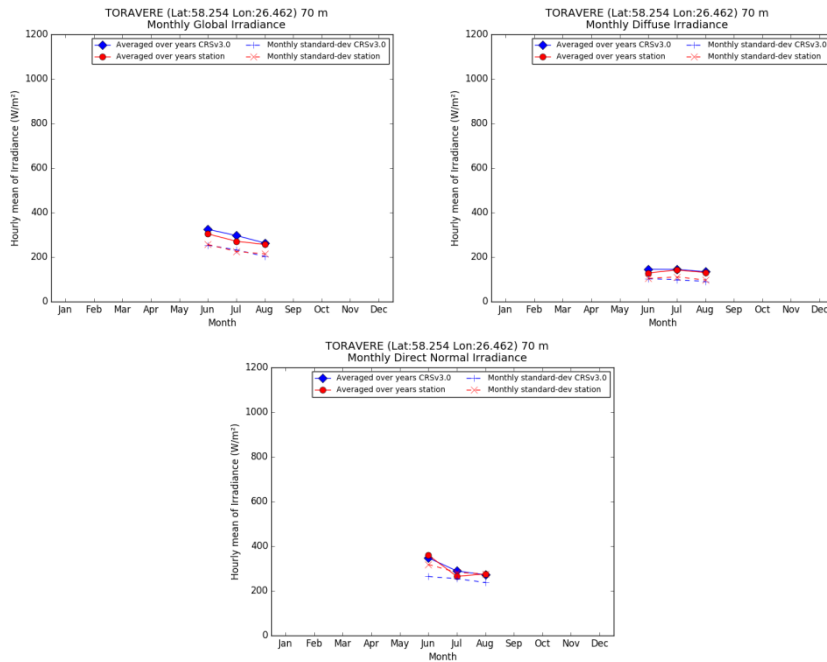 TORAVERE (Lat:58.254 Lon:26.462) 70 m
Monthly Global Irradiance
Averaged over years CRSv3.0
Averaged over years station
Monthly standard-dev CRSv3.0
Monthly standard-dev station
Hourly mean of Irradiance (W/m²)
1200
1000
800
600
400
200
0
Jan Feb Mar Apr May Jun Jul Aug Sep Oct Nov Dec
Month
TORAVERE (Lat:58.254 Lon:26.462) 70 m
Monthly Diffuse Irradiance
Averaged over years CRSv3.0
Averaged over years station
Monthly standard-dev CRSv3.0
Monthly standard-dev station
Hourly mean of Irradiance (W/m²)
1200
1000
800
600
400
200
0
Jan Feb Mar Apr May Jun Jul Aug Sep Oct Nov Dec
Month
TORAVERE (Lat:58.254 Lon:26.462) 70 m
Monthly Direct Normal Irradiance
Averaged over years CRSv3.0
Averaged over years station
Monthly standard-dev CRSv3.0
Monthly standard-dev station
Hourly mean of Irradiance (W/m²)
1200
1000
800
600
400
200
0
Jan Feb Mar Apr May Jun Jul Aug Sep Oct Nov Dec
Month